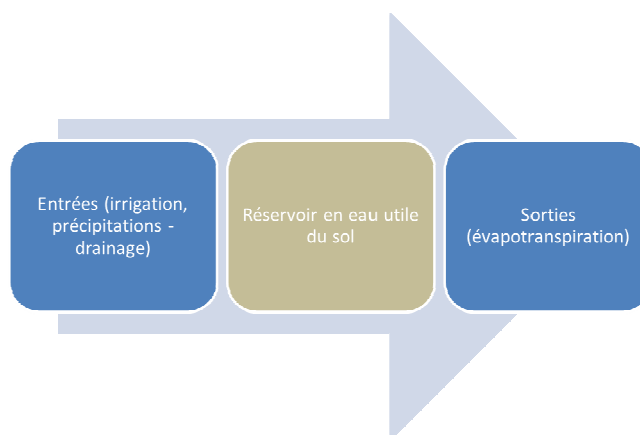 Entrées (irrigation,
précipitations -
drainage)
Réservoir en eau utile
du sol
Sorties
(évapotranspiration)